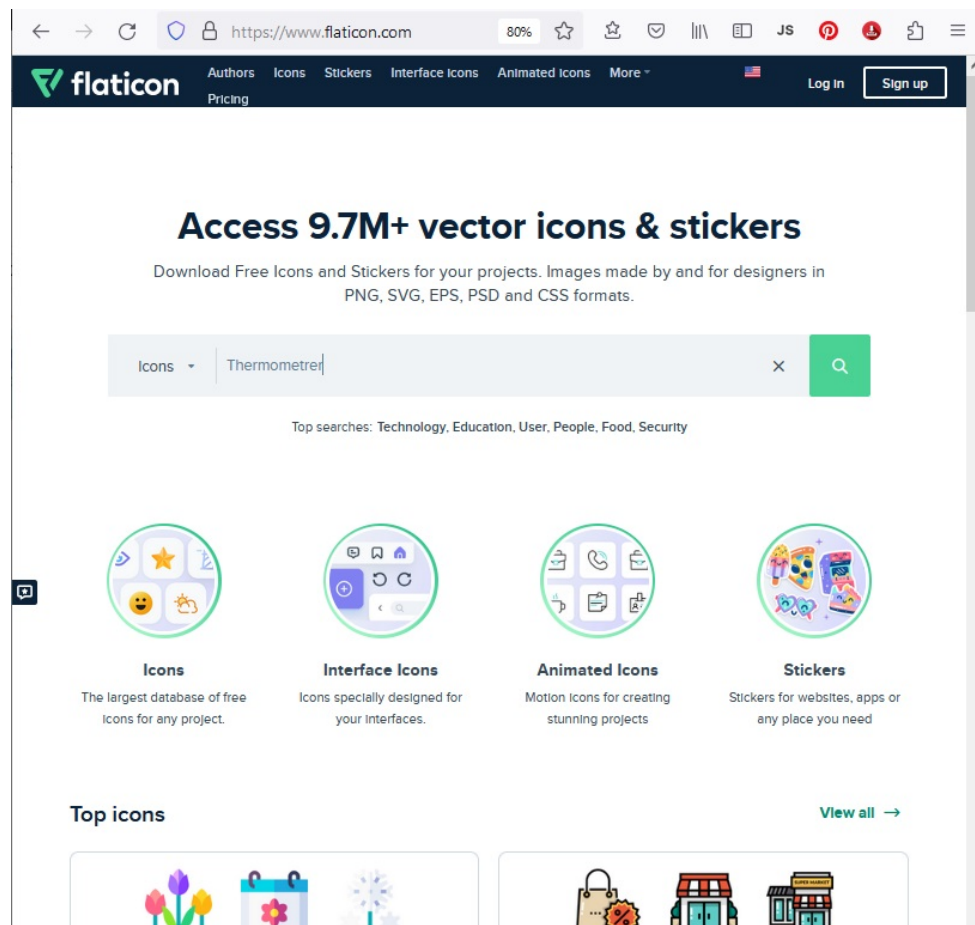 https://www.flaticon.com 80% JS
flaticon Authors Icons Stickers Interface icons Animated icons More Log in Sign up
Pricing
Access 9.7M+ vector icons & stickers
Download Free Icons and Stickers for your projects. Images made by and for designers in
PNG, SVG, EPS, PSD and CSS formats.
Icons Thermometrer
Top searches: Technology, Education, User, People, Food, Security
Icons Interface Icons Animated Icons Stickers
The largest database of free Icons specially designed for Motion icons for creating Stickers for websites, apps or
icons for any project. your interfaces. stunning projects any place you need
Top icons View all
SUPER MARKET